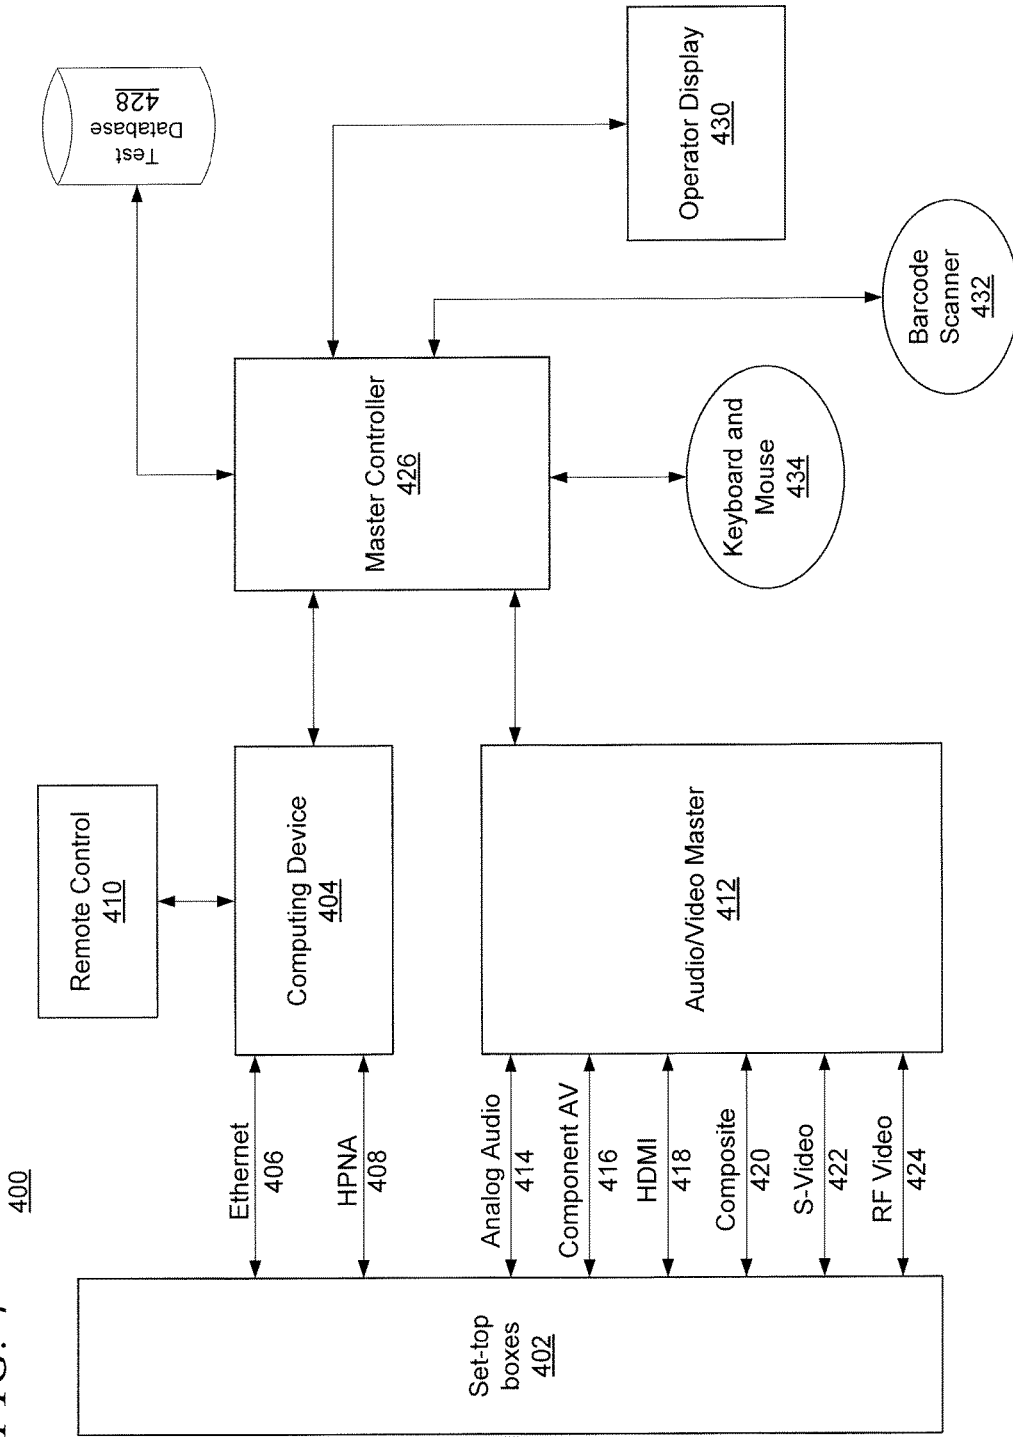 400
Set-top
boxes
402
Ethernet
406
HPNA
408
Analog Audio
414
Component AV
416
HDMI
418
Composite
420
S-Video
422
RF Video
424
Remote Control
410
Computing Device
404
Audio/Video Master
412
Master Controller
426
Test
Database
428
Keyboard and
Mouse
434
Barcode
Scanner
432
Operator Display
430